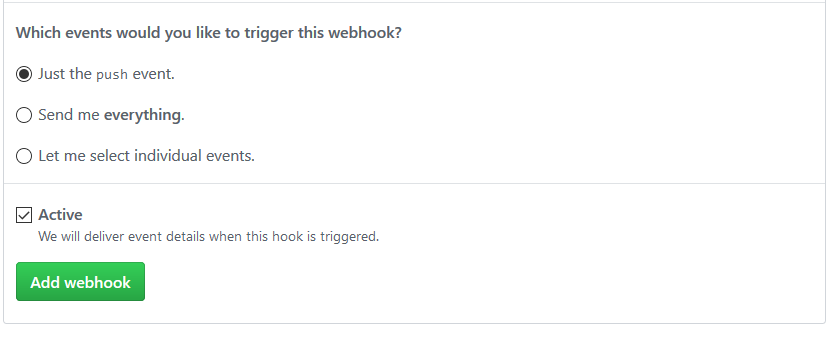 Which events would you like to trigger this webhook?
Just the push event.
Send me everything.
Let me select individual events.
Active
We will deliver event details when this hook is triggered.
Add webhook